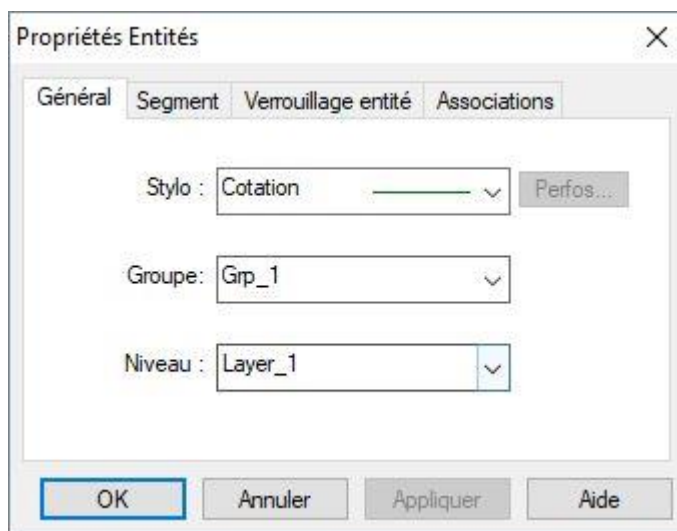 Propriétés Entités
Général Segment Verrouillage entité Associations
Stylo : Cotation Perfos...
Groupe: Grp_1
Niveau : Layer_1
OK Annuler Appliquer Aide